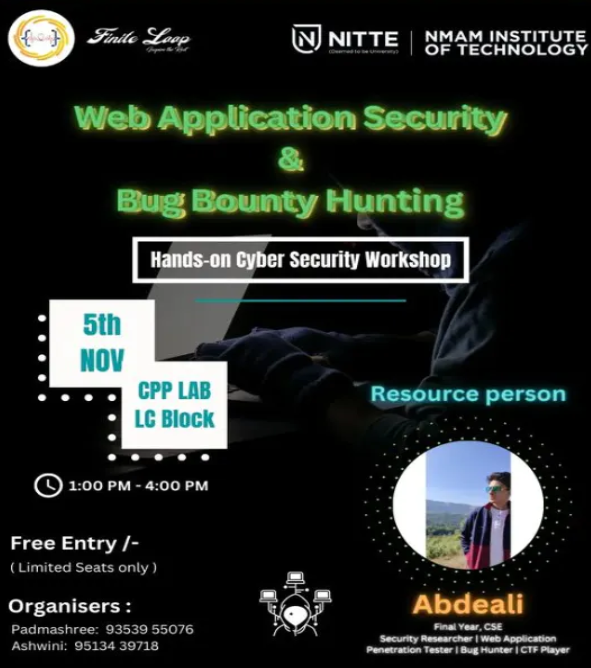 Finite Loop
NITTE
(Deemed to be University)
NMAM INSTITUTE
OF TECHNOLOGY
Web Application Security
&
Bug Bounty Hunting
Hands-on Cyber Security Workshop
5th
NOV
CPP LAB
LC Block
1:00 PM - 4:00 PM
Resource person
Free Entry /-
( Limited Seats only )
Organisers :
Padmashree: 93539 55076
Ashwini: 95134 39718
Abdeali
Final Year, CSE
Security Researcher | Web Application
Penetration Tester | Bug Hunter | CTF Player